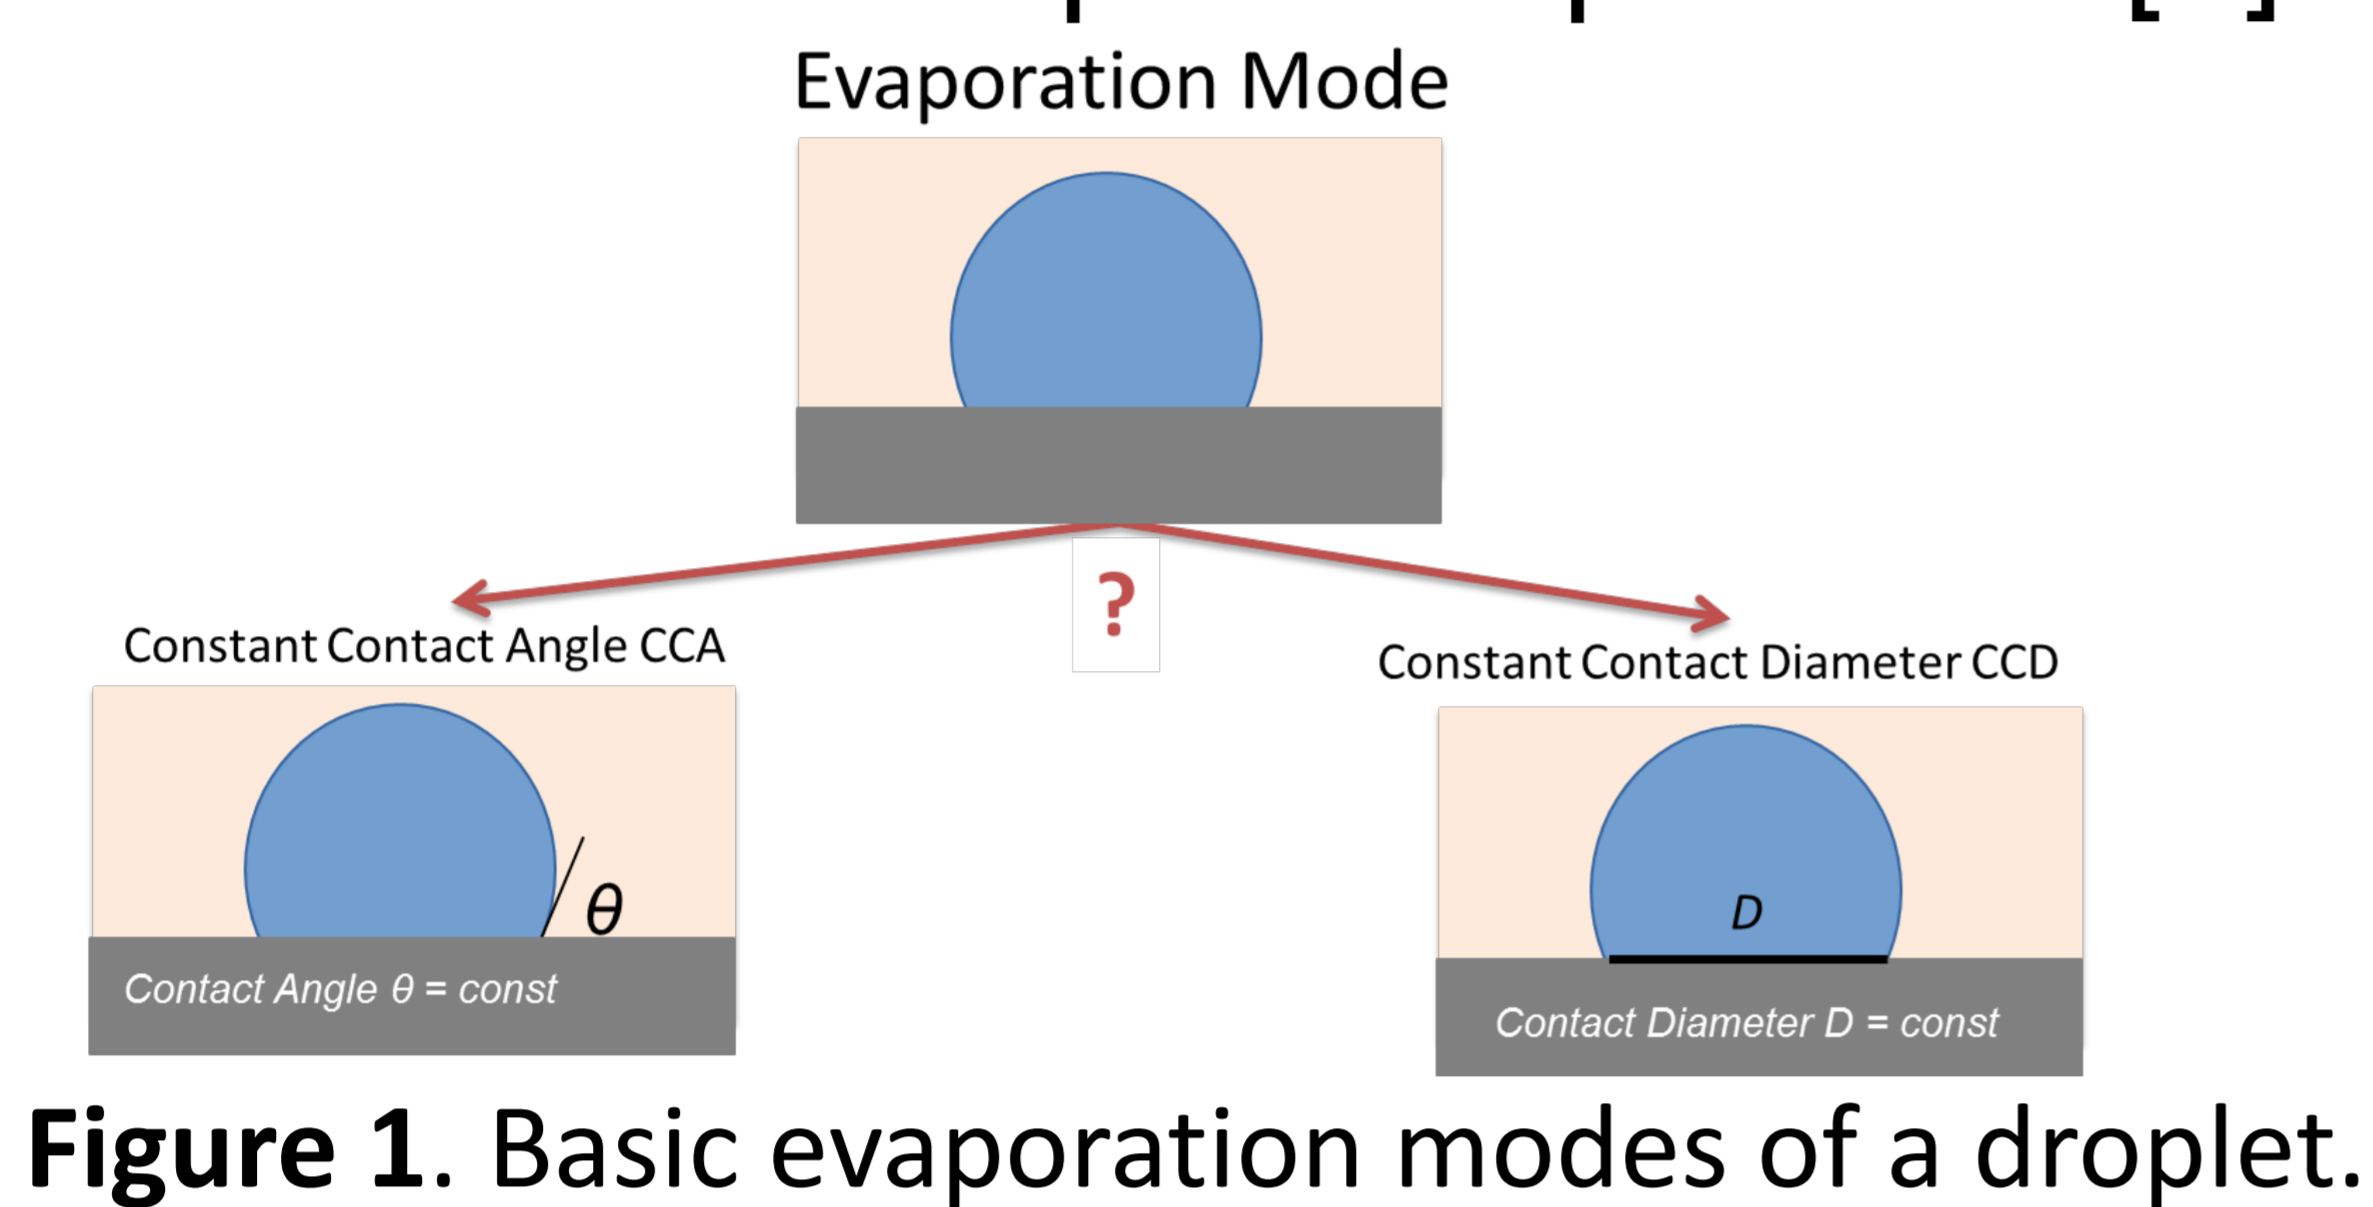 Evaporation Mode
?
Constant Contact Angle CCA
Constant Contact Diameter CCD
θ
D
Contact Angle θ = const
Contact Diameter D = const
Figure 1. Basic evaporation modes of a droplet.